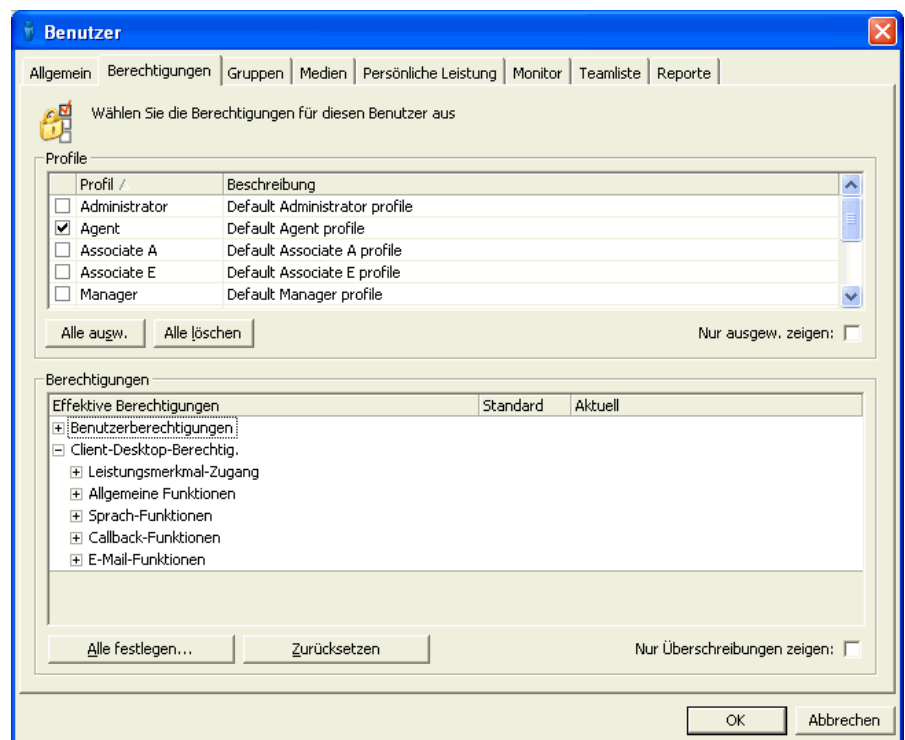 Benutzer
Allgemein Berechtigungen Gruppen Medien Persönliche Leistung Monitor Teamliste Reporte
Wählen Sie die Berechtigungen für diesen Benutzer aus
Profile
Profil Beschreibung
Administrator Default Administrator profile
Agent Default Agent profile
Associate A Default Associate A profile
Associate E Default Associate E profile
Manager Default Manager profile
Alle ausw. Alle löschen Nur ausgew. zeigen:
Berechtigungen
Effektive Berechtigungen Standard Aktuell
Benutzerberechtigungen
Client-Desktop-Berechtig.
Leistungsmerkmal-Zugang
Allgemeine Funktionen
Sprach-Funktionen
Callback-Funktionen
E-Mail-Funktionen
Alle festlegen... Zurücksetzen Nur Überschreibungen zeigen:
OK Abbrechen